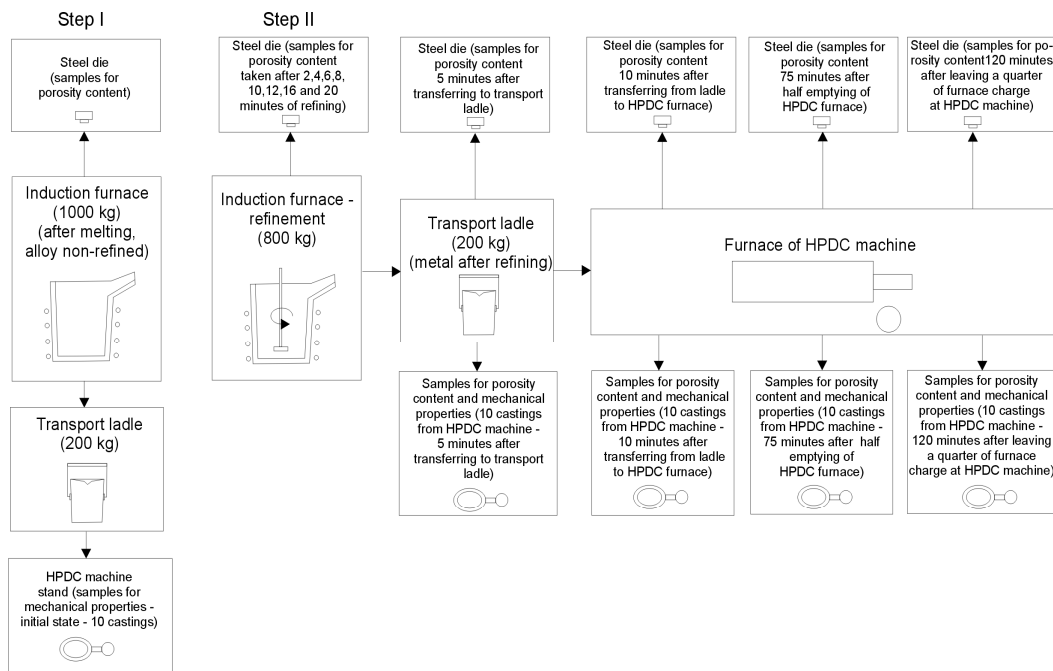 Step I
Steel die
(samples for
porosity content)
Induction furnace
(1000 kg)
(after melting,
alloy non-refined)
Transport ladle
(200 kg)
HPDC machine
stand (samples for
mechanical properties -
initial state - 10 castings)
Step II
Steel die (samples for
porosity content
taken after 2,4,6,8,
10,12,16 and 20
minutes of refining)
Induction furnace -
refinement
(800 kg)
Steel die (samples for
porosity content
5 minutes after
transferring to transport
ladle)
Transport ladle
(200 kg)
(metal after refining)
Samples for porosity
content and mechanical
properties (10 castings
from HPDC machine -
5 minutes after
transferring to transport
ladle)
Steel die (samples for
porosity content
10 minutes after
transferring from ladle
to HPDC furnace)
Steel die (samples for
porosity content
75 minutes after
half emptying of
HPDC furnace)
Steel die (samples for po-
rosity content120 minutes
after leaving a quarter
of furnace charge
at HPDC machine)
Furnace of HPDC machine
Samples for porosity
content and mechanical
properties (10 castings
from HPDC machine -
10 minutes after
transferring from ladle
to HPDC furnace)
Samples for porosity
content and mechanical
properties (10 castings
from HPDC machine -
75 minutes after half
emptying of
HPDC furnace)
Samples for porosity
content and mechanical
properties (10 castings
from HPDC machine -
120 minutes after leaving
a quarter of furnace
charge at HPDC machine)